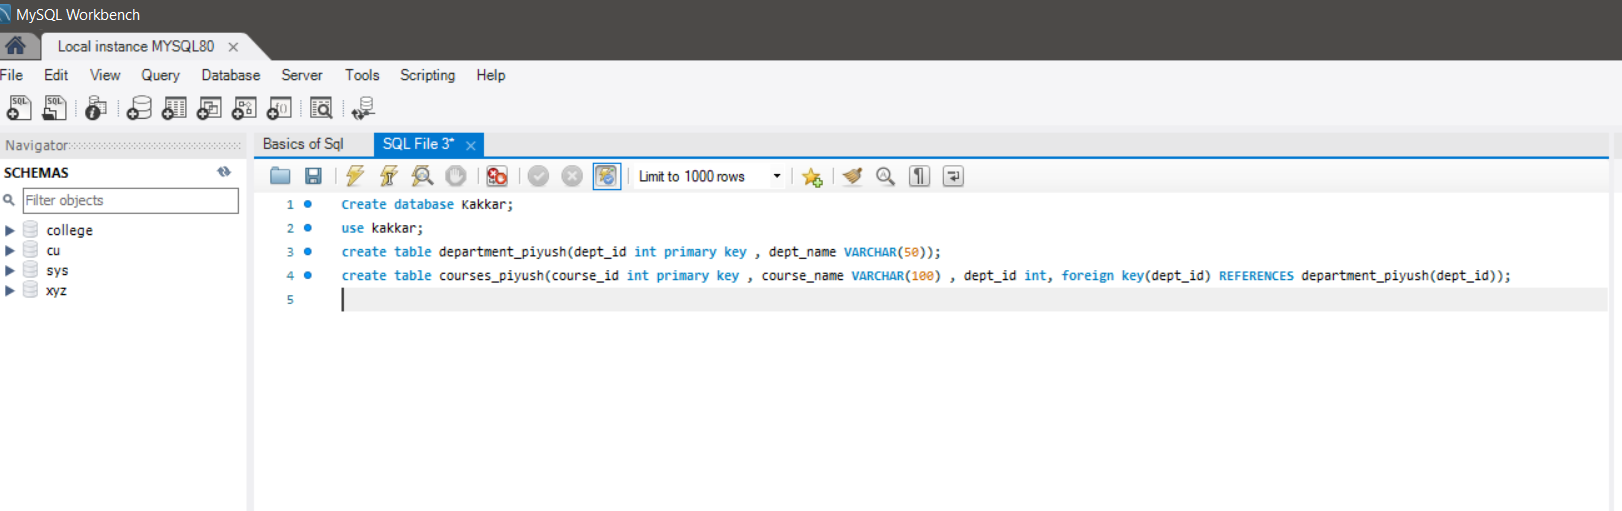 MySQL Workbench
Local instance MYSQL80
File Edit View Query Database Server Tools Scripting Help
SQL SQL
Navigator
SCHEMAS
Filter objects
college
cu
sys
xyz
Basics of Sql SQL File 3*
Limit to 1000 rows
1 Create database Kakkar;
2 use kakkar;
3 create table department_piyush(dept_id int primary key , dept_name VARCHAR(50));
4 create table courses_piyush(course_id int primary key , course_name VARCHAR(100) , dept_id int, foreign key(dept_id) REFERENCES department_piyush(dept_id));
5